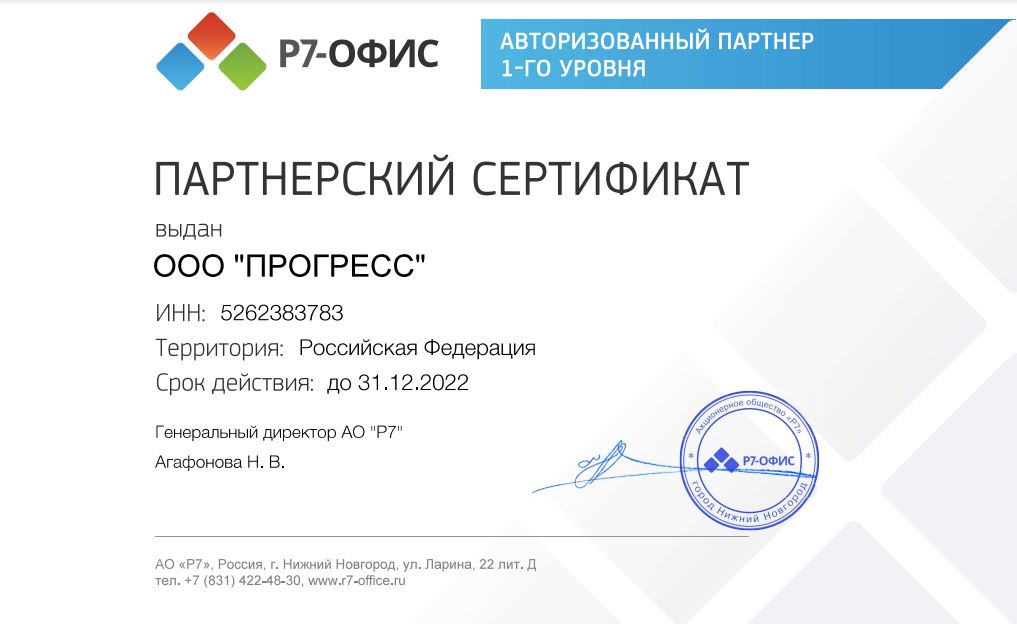 Р7-ОФИС
АВТОРИЗОВАННЫЙ ПАРТНЕР
1-ГО УРОВНЯ
ПАРТНЕРСКИЙ СЕРТИФИКАТ
выдан
ООО "ПРОГРЕСС"
ИНН: 5262383783
Территория: Российская Федерация
Срок действия: до 31.12.2022
Генеральный директор АО "Р7"
Агафонова Н. В.
Акционерное общество «Р7»
Р7-ОФИС
город Нижний Новгород
АО «Р7», Россия, г. Нижний Новгород, ул. Ларина, 22 лит. Д
тел. +7 (831) 422-48-30, www.r7-office.ru